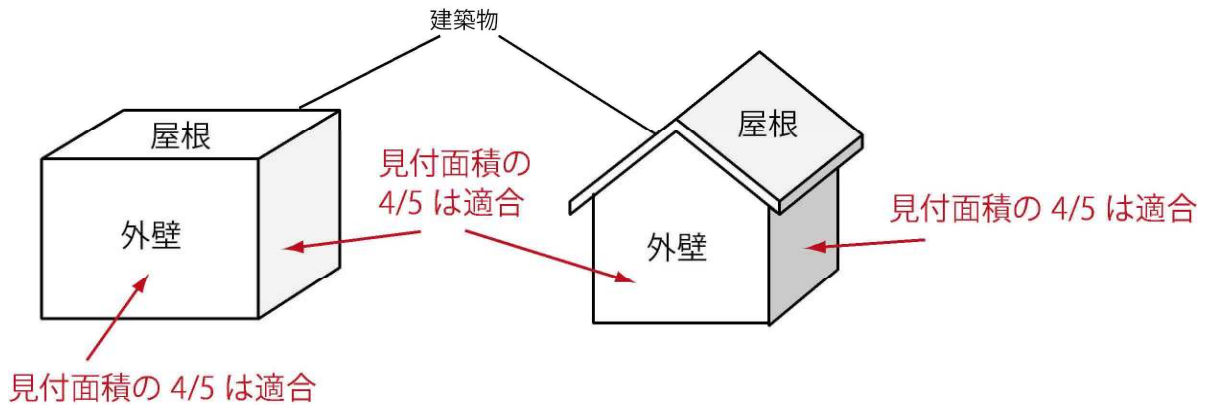 建築物
屋根
外壁
見付面積の
4/5 は適合
見付面積の 4/5 は適合
屋根
外壁
見付面積の 4/5 は適合